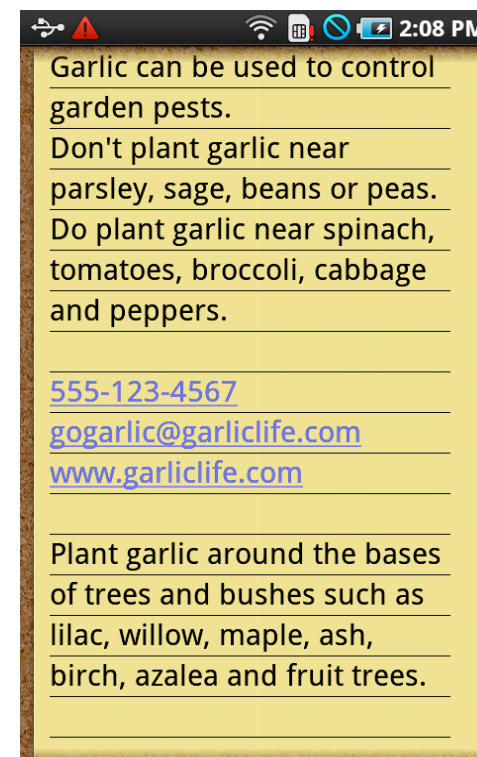 2:08 PM
Garlic can be used to control
garden pests.
Don't plant garlic near
parsley, sage, beans or peas.
Do plant garlic near spinach,
tomatoes, broccoli, cabbage
and peppers.
555-123-4567
gogarlic@garliclife.com
www.garliclife.com
Plant garlic around the bases
of trees and bushes such as
lilac, willow, maple, ash,
birch, azalea and fruit trees.